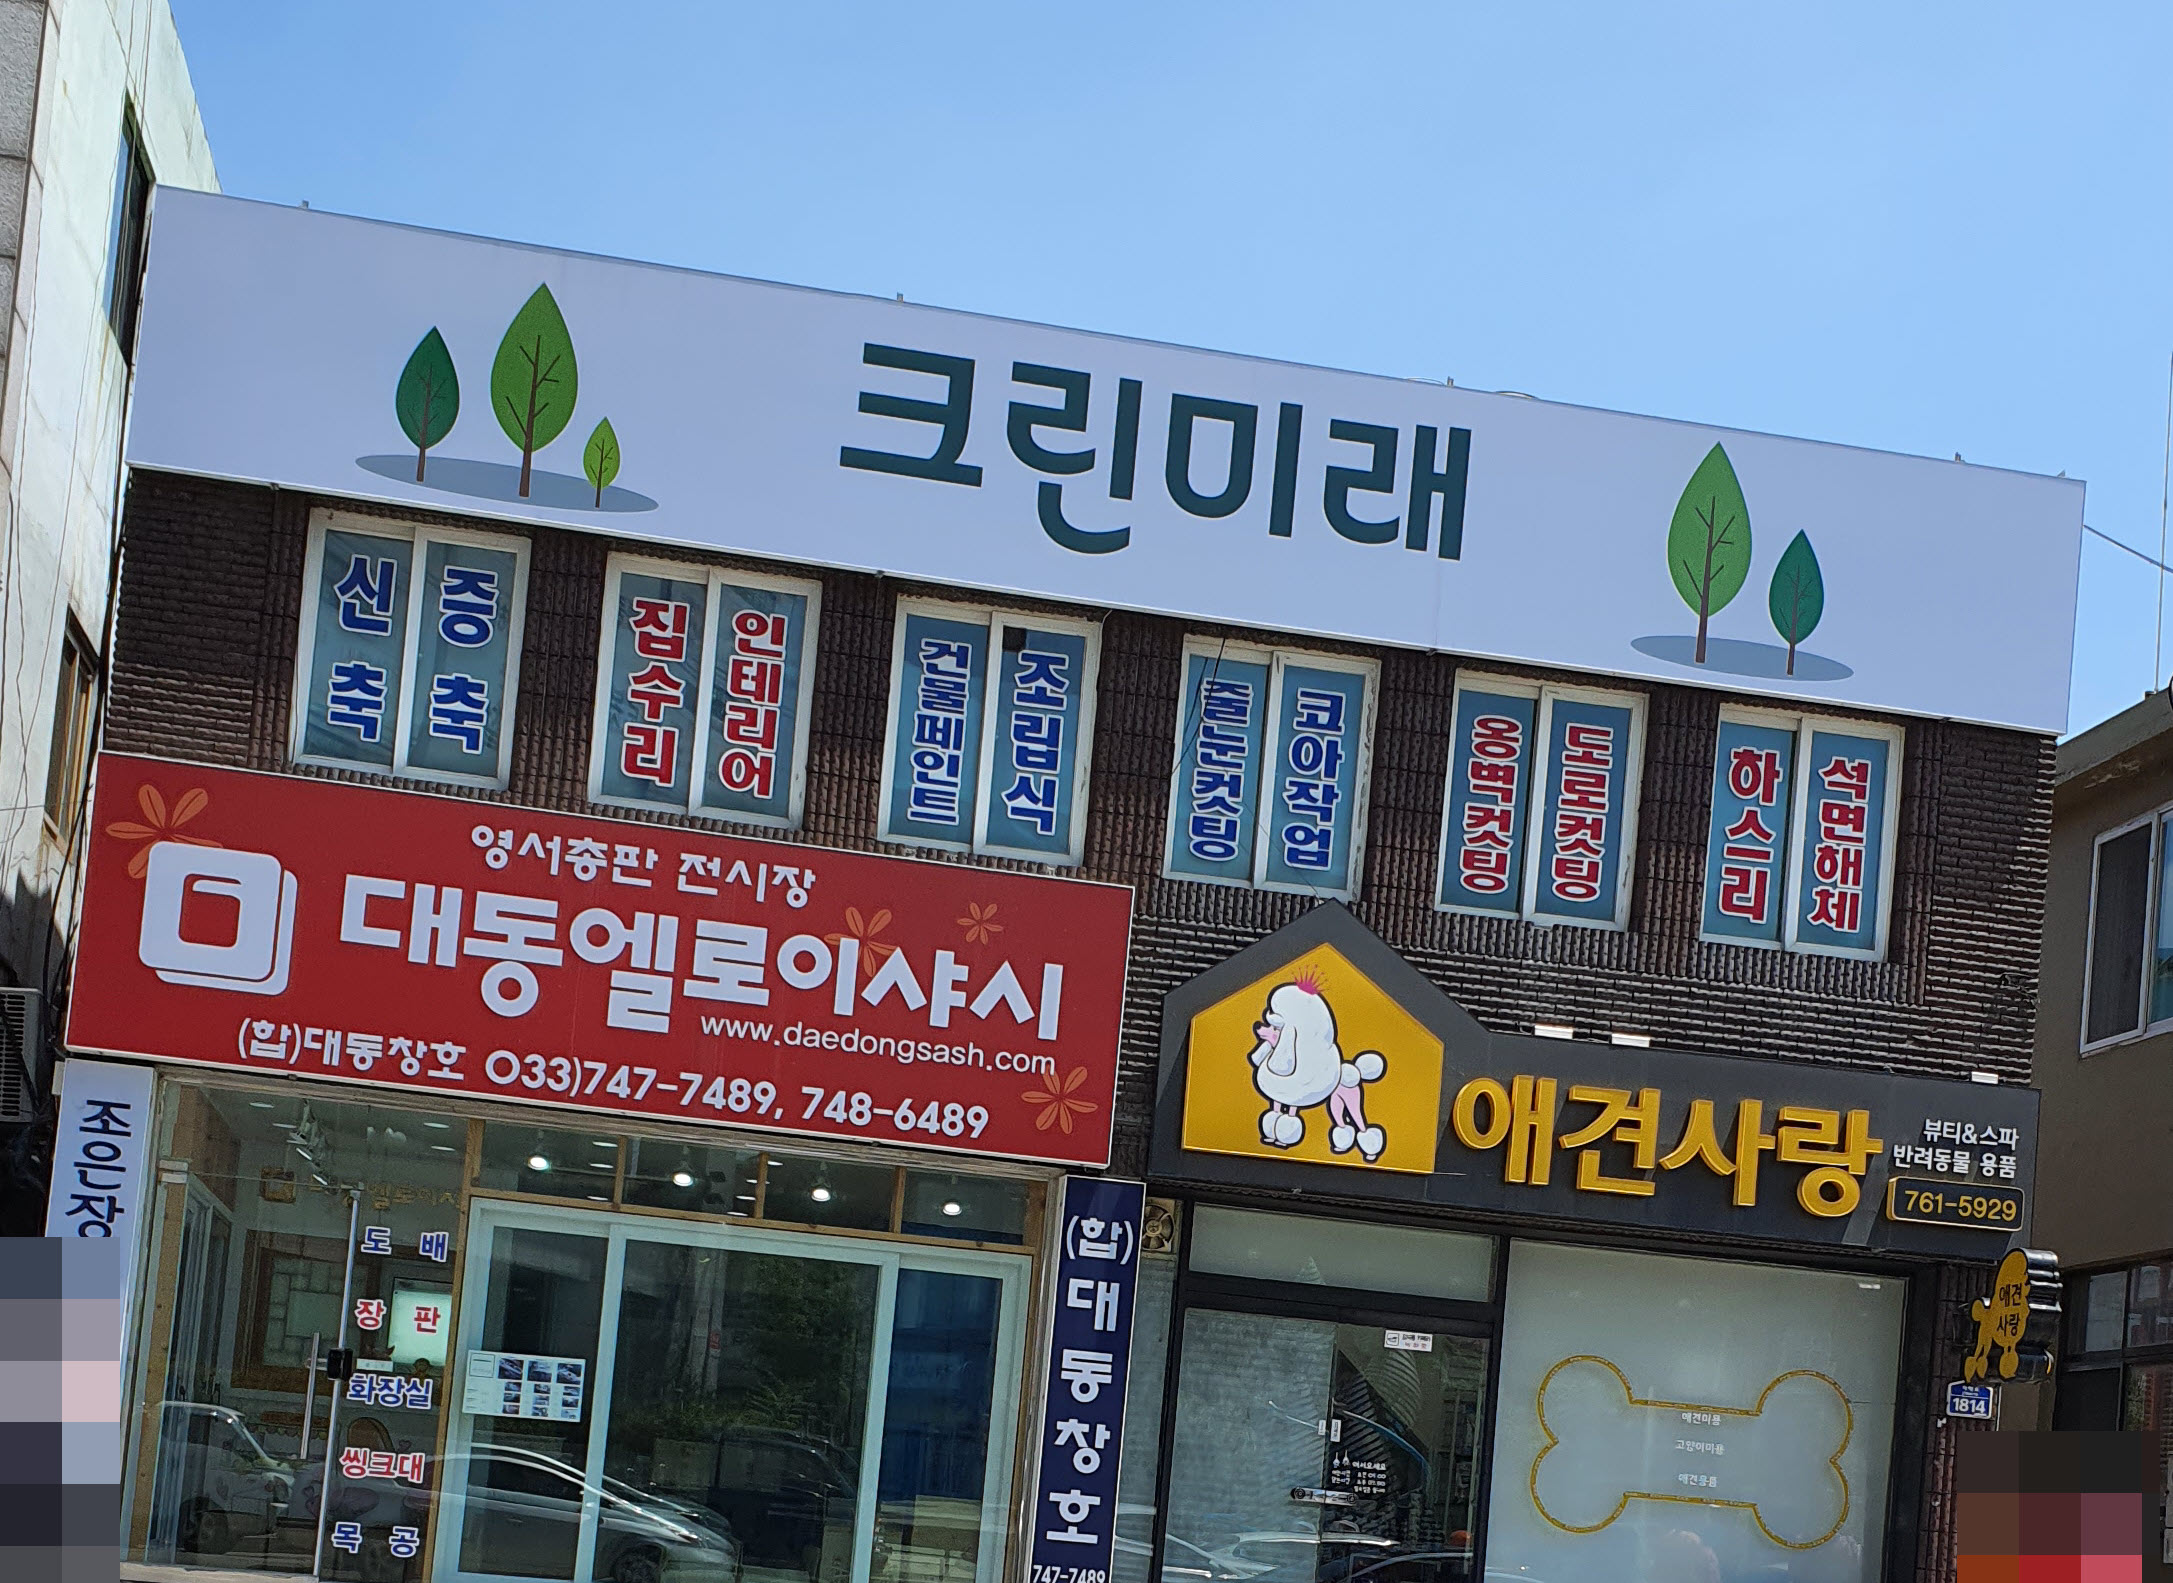 크린미래
신축
증축
집수리
인테리어
건물페인트
조립식
줄눈컷팅
코아작업
옹벽컷팅
도로컷팅
하스리
석면해체
영서총판 전시장
대동엘로이샤시
www.daedongsash.com
(합)대동창호 033)747-7489, 748-6489
애견사랑
뷰티&스파
반려동물 용품
761-5929
조은장
도배
장판
화장실
씽크대
목공
(합)대동창호
747-7489
애견
사랑
1814
애견미용
고양이미용
애견용품
어서오세요